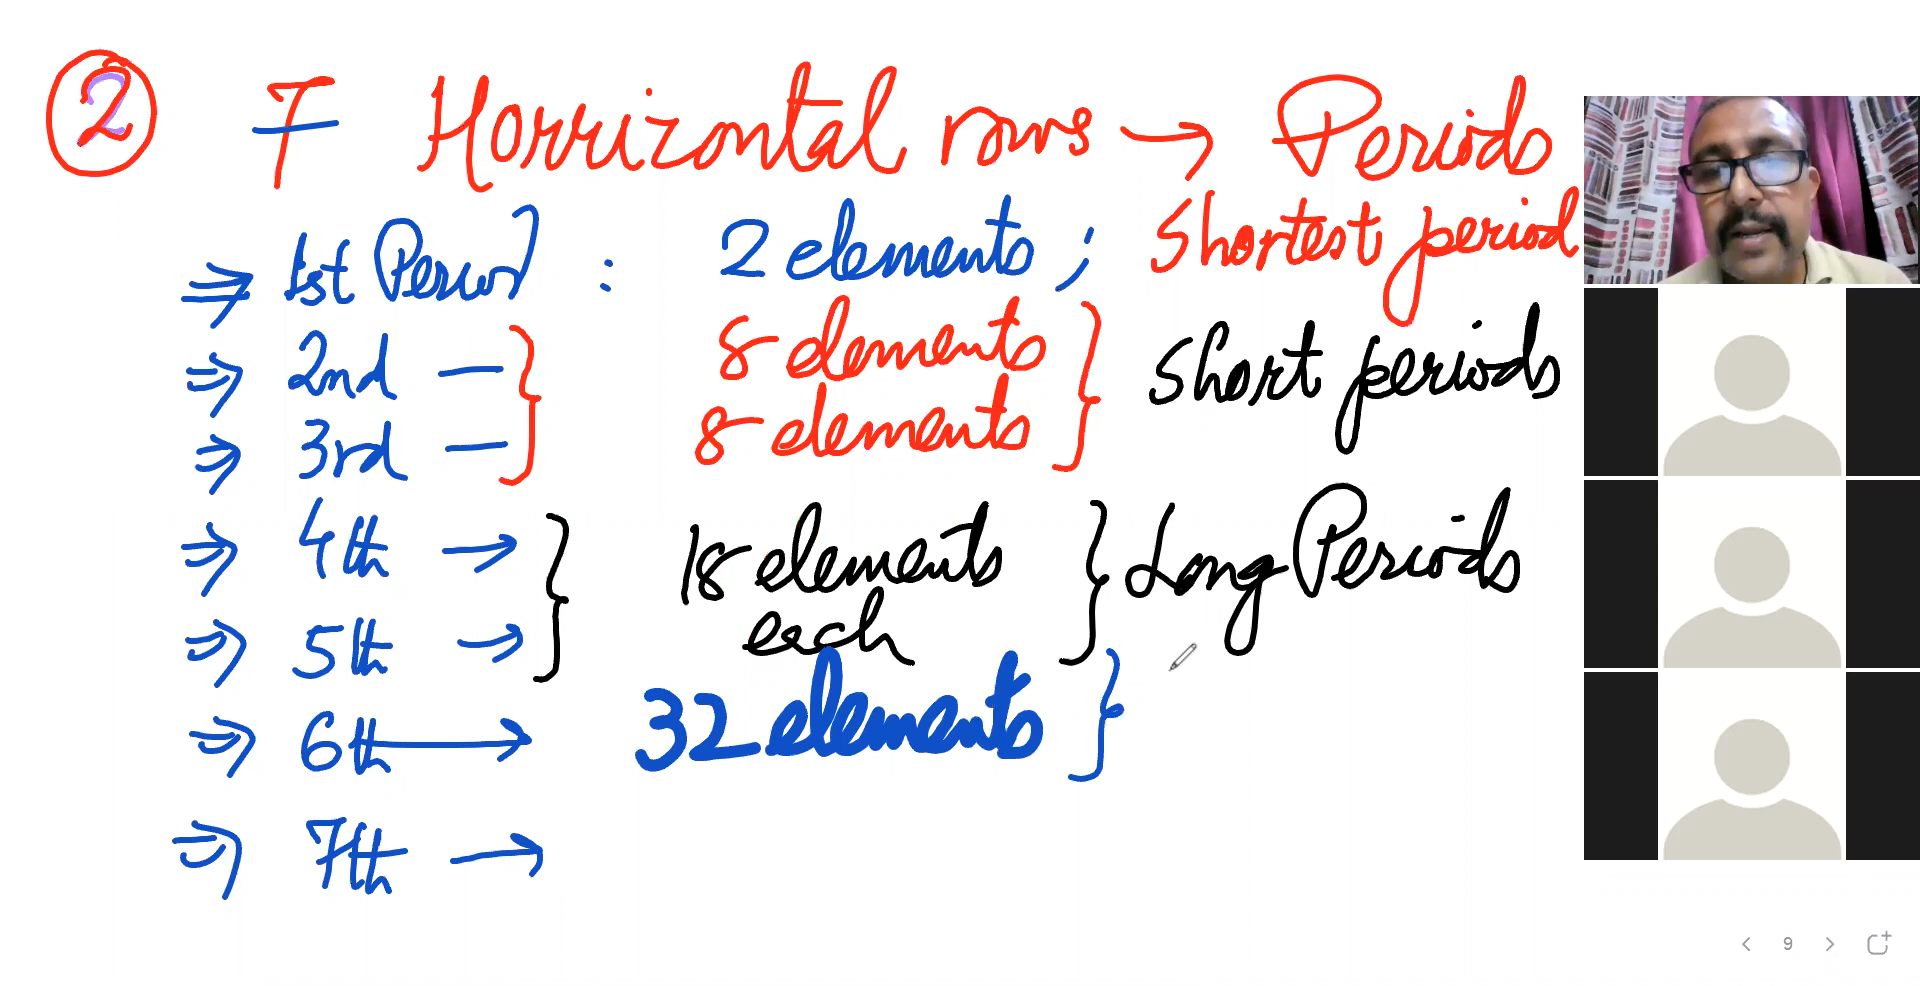 2 7 Horrizontal rows → Periods
⇒ 1st Period : 2 elements ; Shortest period
⇒ 2nd — } 8 elements } Short periods
⇒ 3rd — 8 elements
⇒ 4th → } 18 elements } Long Periods
each
⇒ 5th →
⇒ 6th → 32 elements }
⇒ 7th →
< 9 >